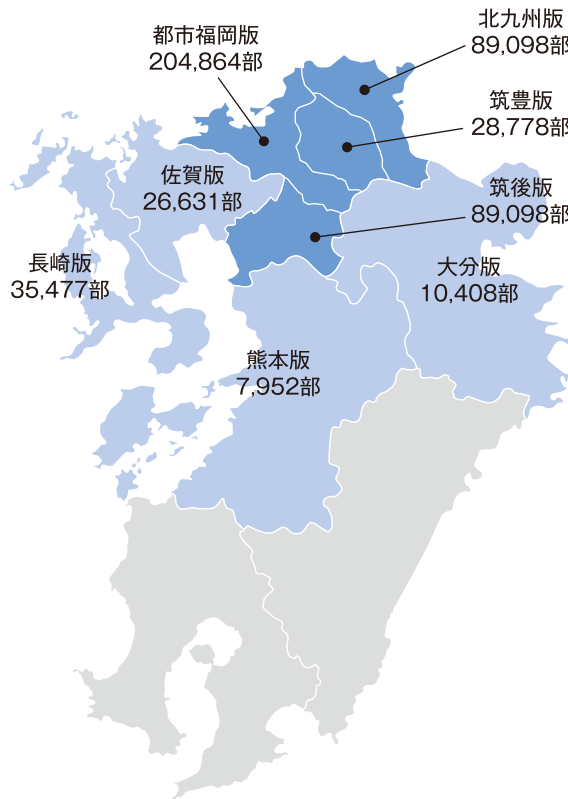 北九州版
89,098部
都市福岡版
204,864部
筑豊版
28,778部
佐賀版
26,631部
筑後版
89,098部
長崎版
35,477部
大分版
10,408部
熊本版
7,952部